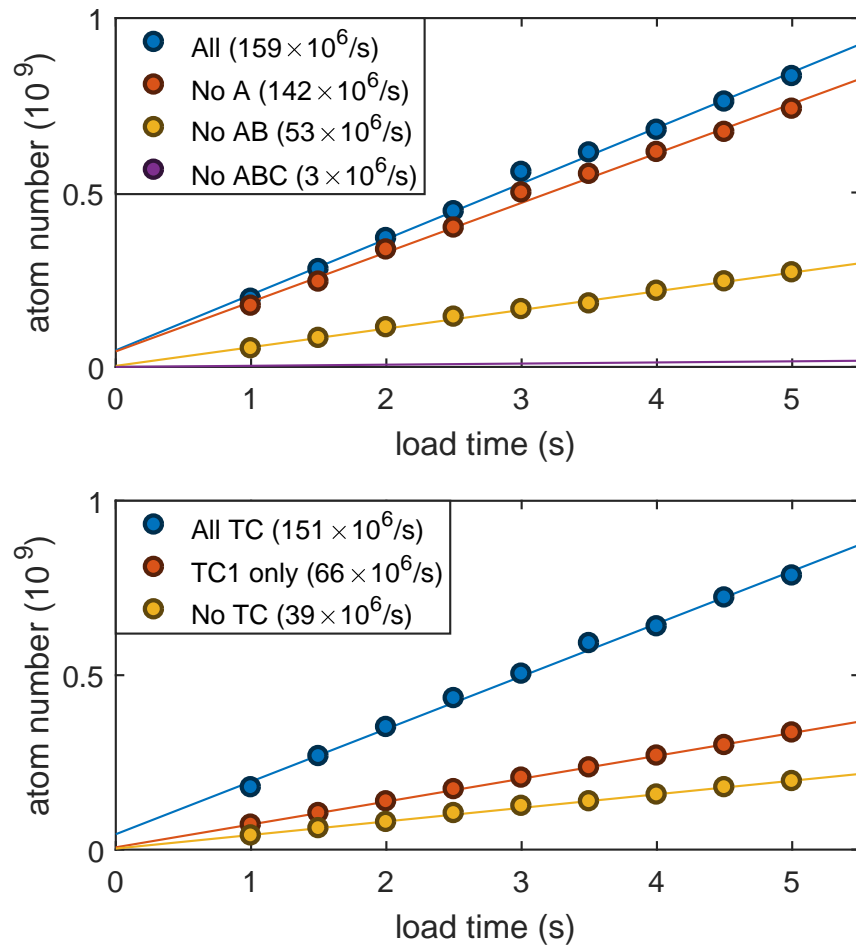 1
All (159×10⁶/s)
No A (142×10⁶/s)
No AB (53×10⁶/s)
No ABC (3×10⁶/s)
0.5
atom number (10⁹)
0
0 1 2 3 4 5
load time (s)
1
All TC (151×10⁶/s)
TC1 only (66×10⁶/s)
No TC (39×10⁶/s)
0.5
atom number (10⁹)
0
0 1 2 3 4 5
load time (s)